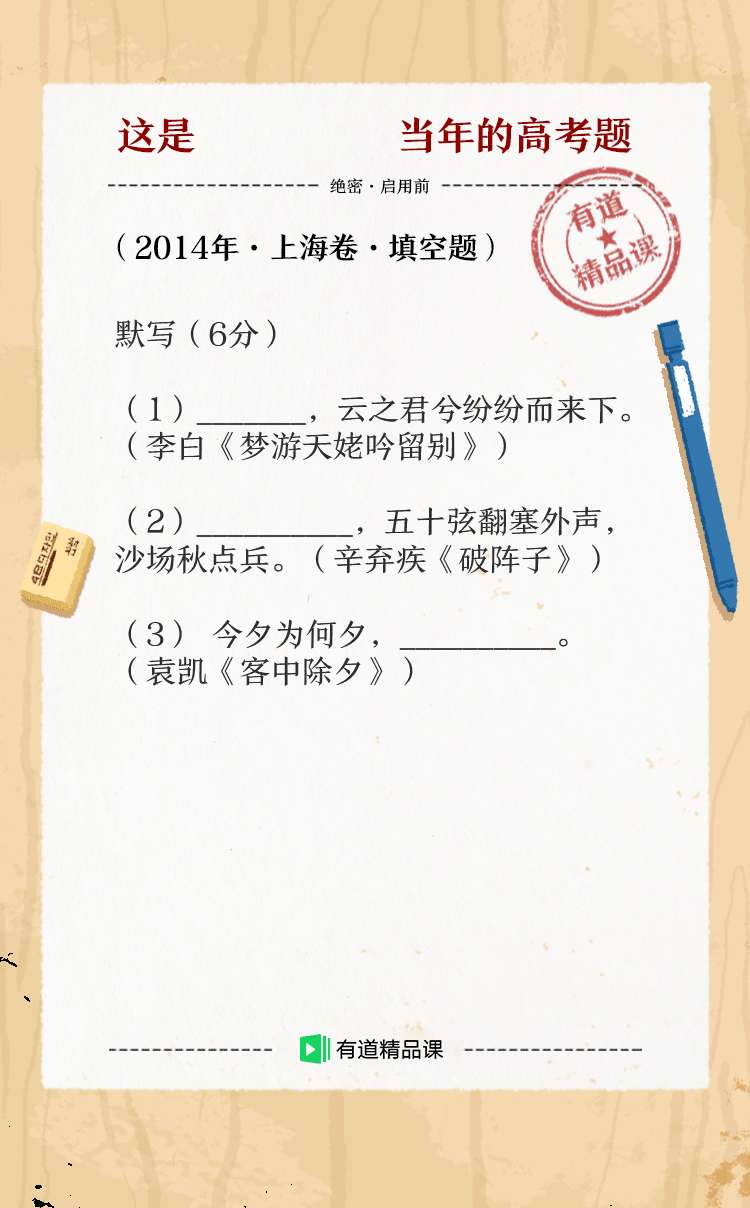 这是 当年的高考题
绝密·启用前
有道
精品课
（2014年·上海卷·填空题）
默写（6分）
（1）_______，云之君兮纷纷而来下。
（李白《梦游天姥吟留别》）
（2）__________，五十弦翻塞外声，
沙场秋点兵。（辛弃疾《破阵子》）
（3） 今夕为何夕，__________。
（袁凯《客中除夕》）
有道精品课